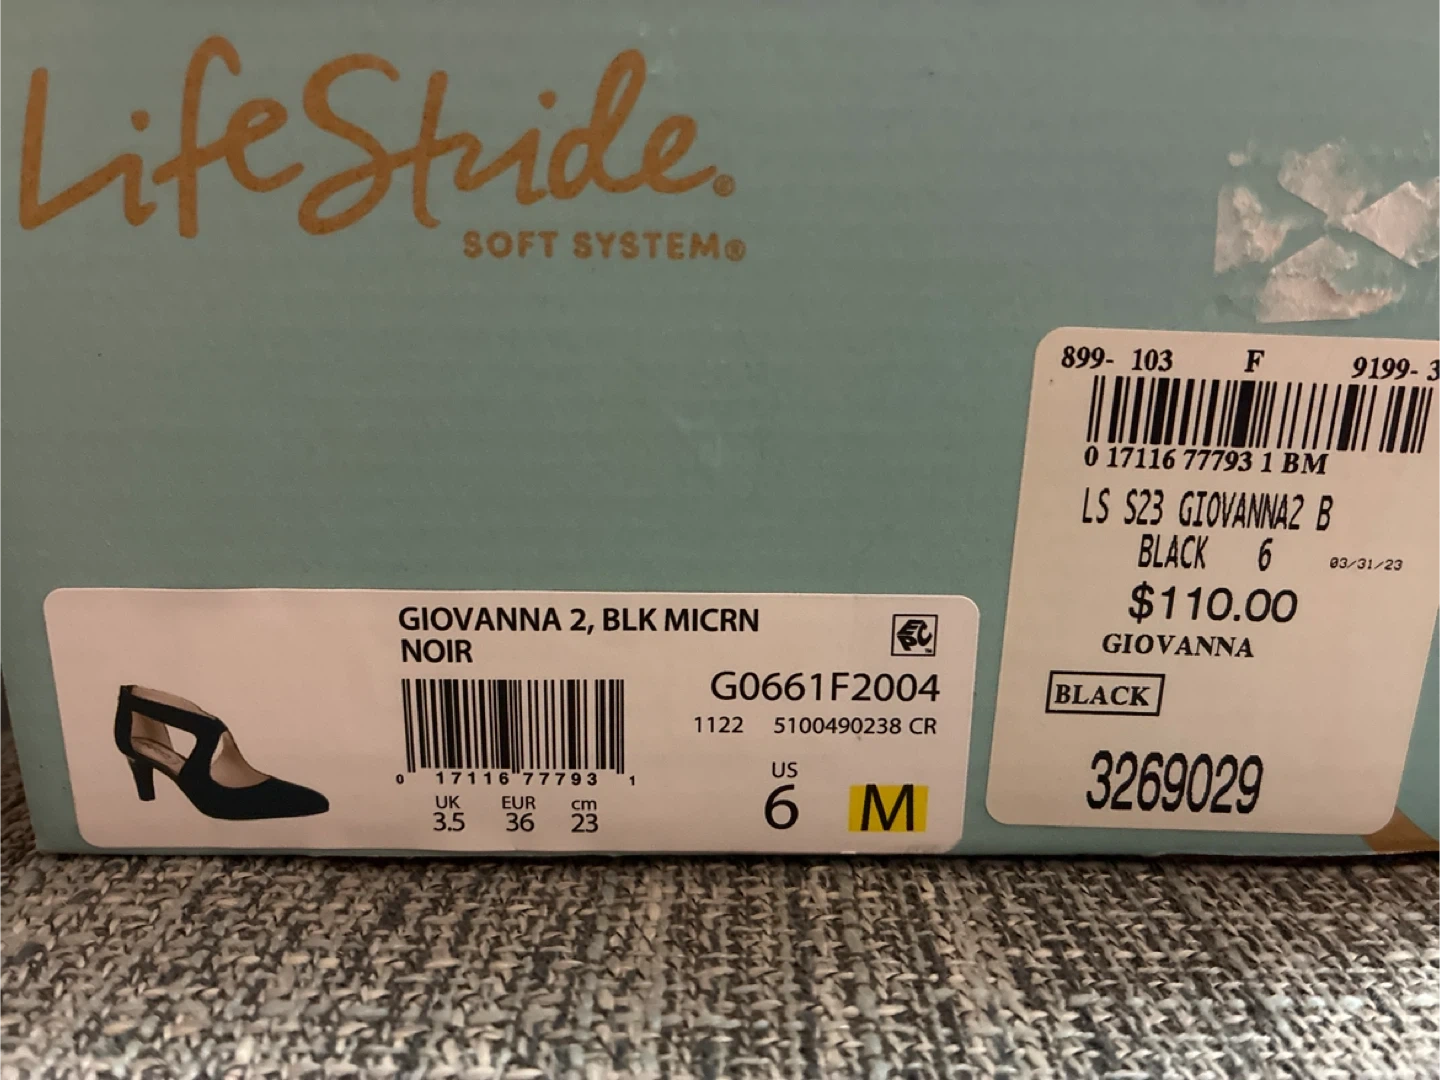 LifeStride®
SOFT SYSTEM®
899- 103 F 9199- 3
0 17116 77793 1 BM
LS S23 GIOVANNA2 B
BLACK 6 03/31/23
$110.00
GIOVANNA
BLACK
3269029
GIOVANNA 2, BLK MICRN
NOIR
G0661F2004
1122 5100490238 CR
0 17116 77793 1
UK EUR cm
3.5 36 23
US
6 M